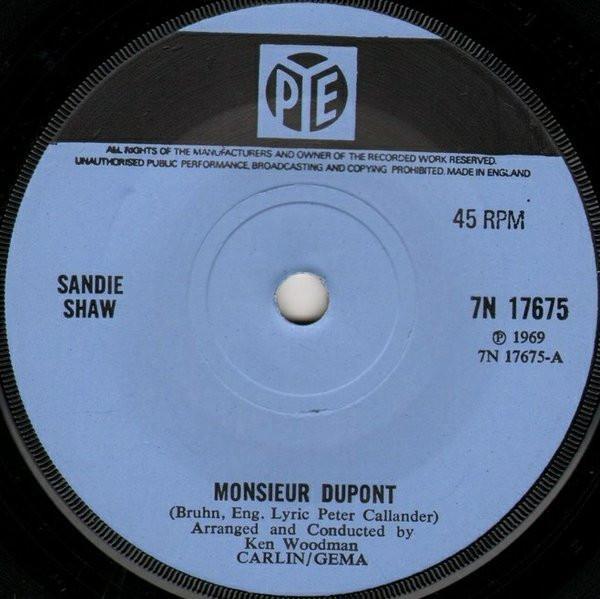 PYE
ALL RIGHTS OF THE MANUFACTURERS AND OWNER OF THE RECORDED WORK RESERVED.
UNAUTHORISED PUBLIC PERFORMANCE, BROADCASTING AND COPYING PROHIBITED. MADE IN ENGLAND
45 RPM
SANDIE
SHAW
7N 17675
℗ 1969
7N 17675-A
MONSIEUR DUPONT
(Bruhn, Eng. Lyric Peter Callander)
Arranged and Conducted by
Ken Woodman
CARLIN/GEMA